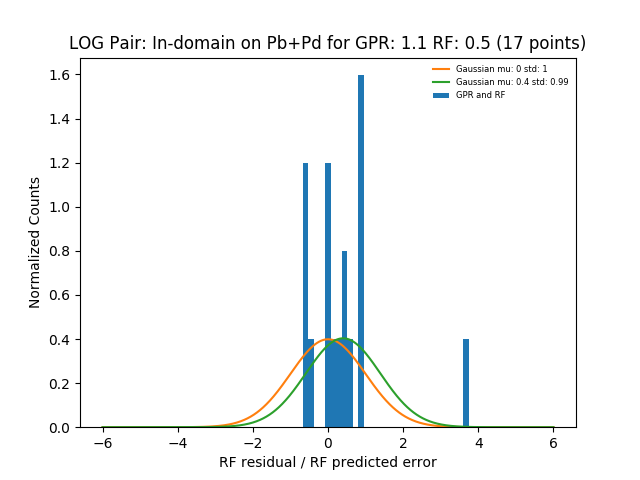 LOG Pair: In-domain on Pb+Pd for GPR: 1.1 RF: 0.5 (17 points)
Gaussian mu: 0 std: 1
Gaussian mu: 0.4 std: 0.99
GPR and RF
1.6
1.4
1.2
1.0
0.8
0.6
0.4
0.2
0.0
Normalized Counts
−6
−4
−2
0
2
4
6
RF residual / RF predicted error